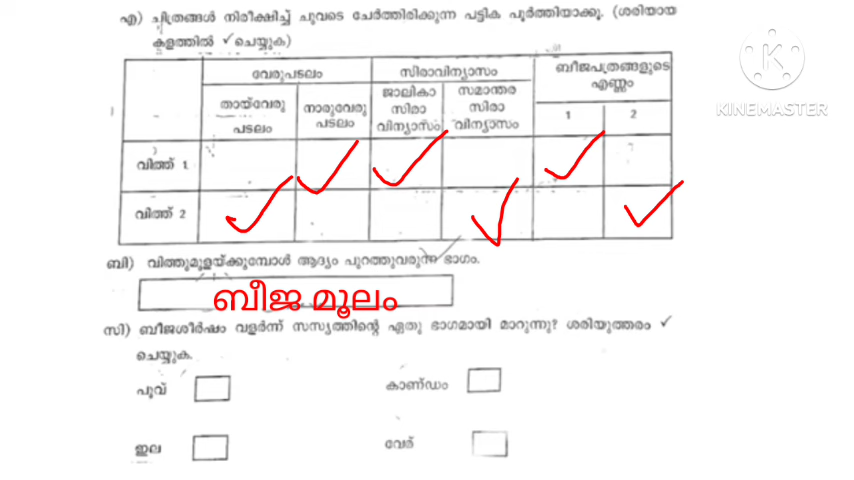 എ) ചിത്രങ്ങൾ നിരീക്ഷിച്ച് ചുവടെ ചേർത്തിരിക്കുന്ന പട്ടിക പൂർത്തിയാക്കൂ. (ശരിയായ
കളത്തിൽ ✓ ചെയ്യുക)
KINEMASTER
വേരുപടലം സിരാവിന്യാസം ബീജപത്രങ്ങളുടെ എണ്ണം
തായ്‌വേരു പടലം നാരുവേരു പടലം ജാലികാ സിരാ വിന്യാസം സമാന്തര സിരാ വിന്യാസം 1 2
വിത്ത് 1 ✓ ✓ ✓
വിത്ത് 2 ✓ ✓ ✓
ബി) വിത്തുമുളയ്ക്കുമ്പോൾ ആദ്യം പുറത്തുവരുന്ന ഭാഗം.
ബീജ മൂലം
സി) ബീജശീർഷം വളർന്ന് സസ്യത്തിന്റെ ഏതു ഭാഗമായി മാറുന്നു? ശരിയുത്തരം ✓
ചെയ്യുക.
പൂവ് കാണ്ഡം
ഇല വേര്